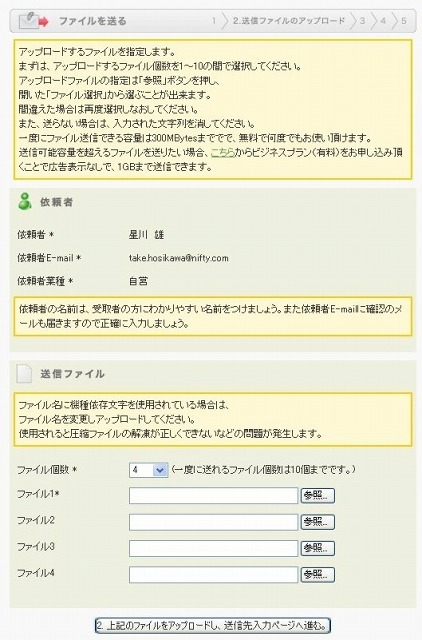 ファイルを送る 1 2.送信ファイルのアップロード 3 4 5
アップロードするファイルを指定します。
まずは、アップロードするファイル個数を1～10の間で選択してください。
アップロードファイルの指定は「参照」ボタンを押し、
開いた「ファイル選択」から選ぶことが出来ます。
間違えた場合は再度選択しなおしてください。
また、送らない場合は、入力された文字列を消してください。
一度にファイル送信できる容量は300MBytesまでで、無料で何度でもお使い頂けます。
送信可能容量を超えるファイルを送りたい場合、こちらからビジネスプラン(有料)をお申し込み頂
くことで広告表示なしで、1GBまで送信できます。
依頼者
依頼者 * 星川 雄
依頼者E-mail * take.hosikawa@nifty.com
依頼者業種 * 自営
依頼者の名前は、受取者の方にわかりやすい名前をつけましょう。また依頼者E-mailに確認のメ
ールも届きますので正確に入力しましょう。
送信ファイル
ファイル名に機種依存文字を使用されている場合は、
ファイル名を変更しアップロードしてください。
使用されると圧縮ファイルの解凍が正しくできないなどの問題が発生します。
ファイル個数 * 4 (一度に送れるファイル個数は10個までです。)
ファイル1* 参照...
ファイル2 参照...
ファイル3 参照...
ファイル4 参照...
2. 上記のファイルをアップロードし、送信先入力ページへ進む。